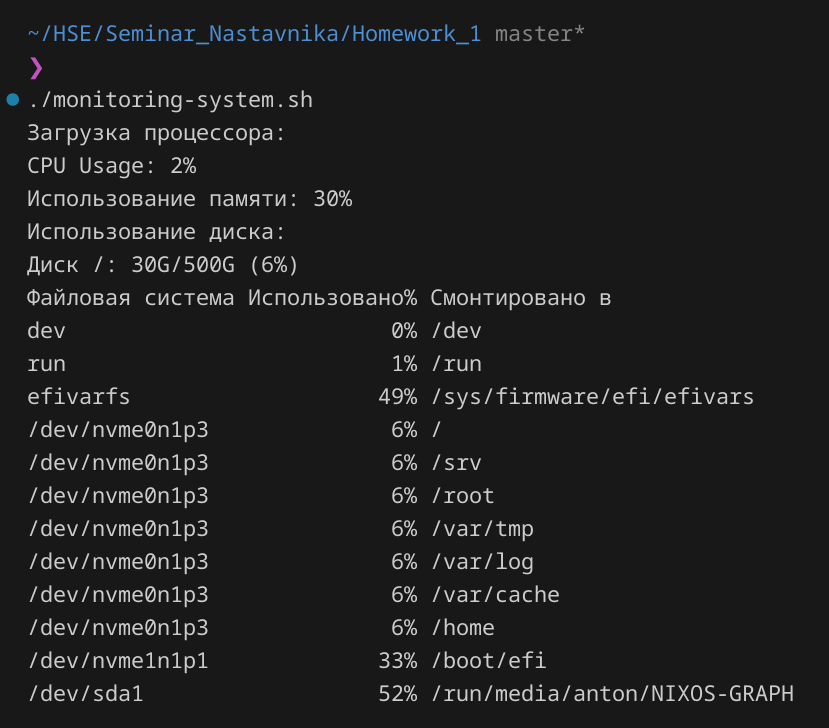 ~/HSE/Seminar_Nastavnika/Homework_1 master*
❯
./monitoring-system.sh
Загрузка процессора:
CPU Usage: 2%
Использование памяти: 30%
Использование диска:
Диск /: 30G/500G (6%)
Файловая система Использовано% Смонтировано в
dev                         0% /dev
run                         1% /run
efivarfs                   49% /sys/firmware/efi/efivars
/dev/nvme0n1p3              6% /
/dev/nvme0n1p3              6% /srv
/dev/nvme0n1p3              6% /root
/dev/nvme0n1p3              6% /var/tmp
/dev/nvme0n1p3              6% /var/log
/dev/nvme0n1p3              6% /var/cache
/dev/nvme0n1p3              6% /home
/dev/nvme1n1p1             33% /boot/efi
/dev/sda1                  52% /run/media/anton/NIXOS-GRAPH